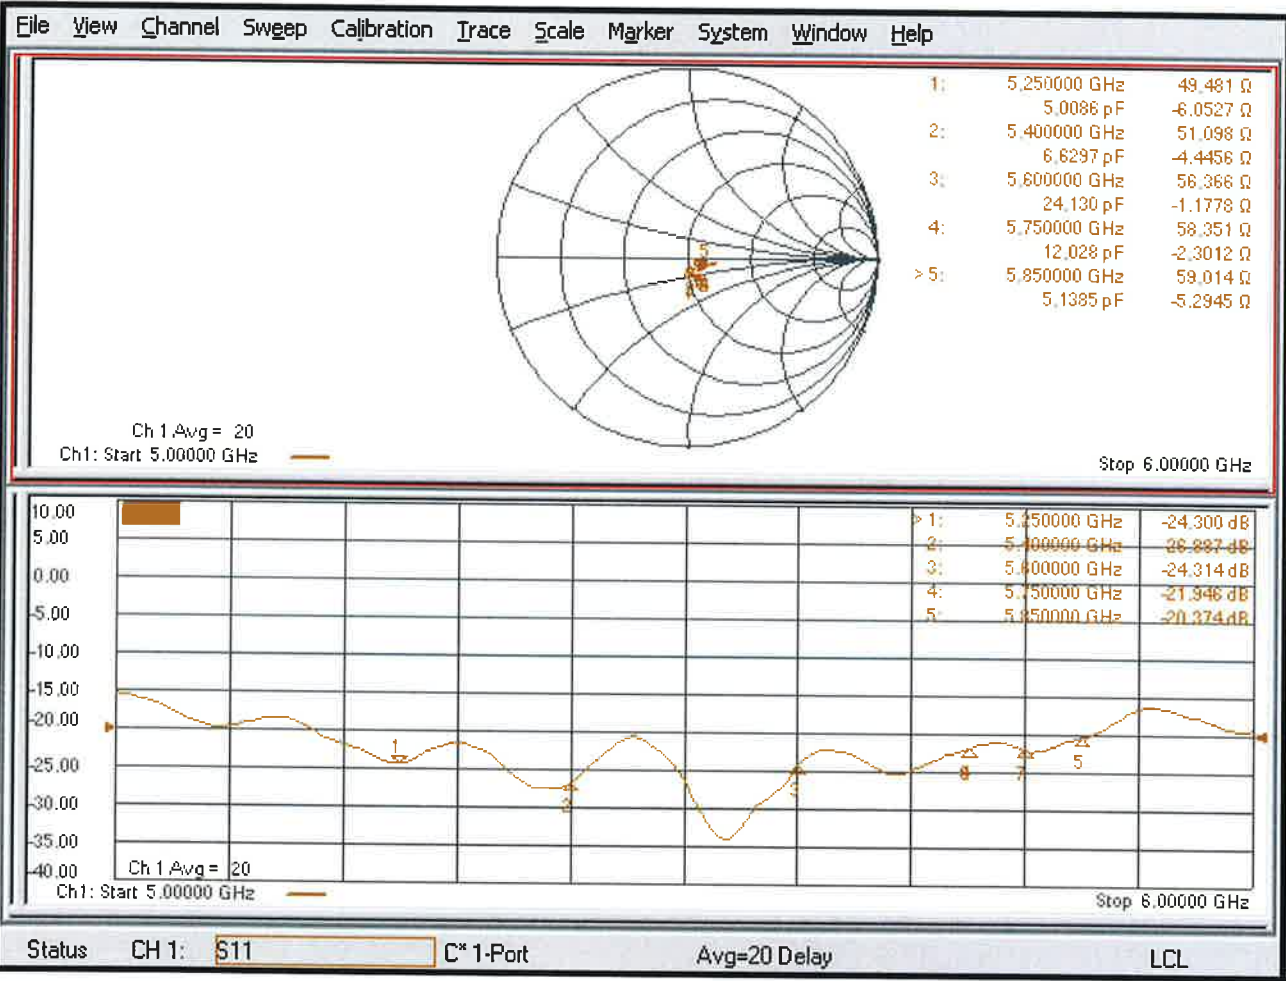 File View Channel Sweep Calibration Trace Scale Marker System Window Help
1: 5.250000 GHz 49.481 Ω
5.0086 pF -6.0527 Ω
2: 5.400000 GHz 51.098 Ω
6.6297 pF -4.4456 Ω
3: 5.600000 GHz 56.366 Ω
24.130 pF -1.1778 Ω
4: 5.750000 GHz 58.351 Ω
12.028 pF -2.3012 Ω
> 5: 5.850000 GHz 59.014 Ω
5.1385 pF -5.2945 Ω
Ch 1 Avg = 20
Ch1: Start 5.00000 GHz
Stop 6.00000 GHz
10.00
5.00
0.00
-5.00
-10.00
-15.00
-20.00
-25.00
-30.00
-35.00
-40.00
> 1: 5.250000 GHz -24.300 dB
2: 5.400000 GHz -26.887 dB
3: 5.600000 GHz -24.314 dB
4: 5.750000 GHz -21.946 dB
5: 5.850000 GHz -20.374 dB
1
2
3
7
5
Ch 1 Avg = 20
Ch1: Start 5.00000 GHz
Stop 6.00000 GHz
Status CH 1: S11 C* 1-Port Avg=20 Delay LCL